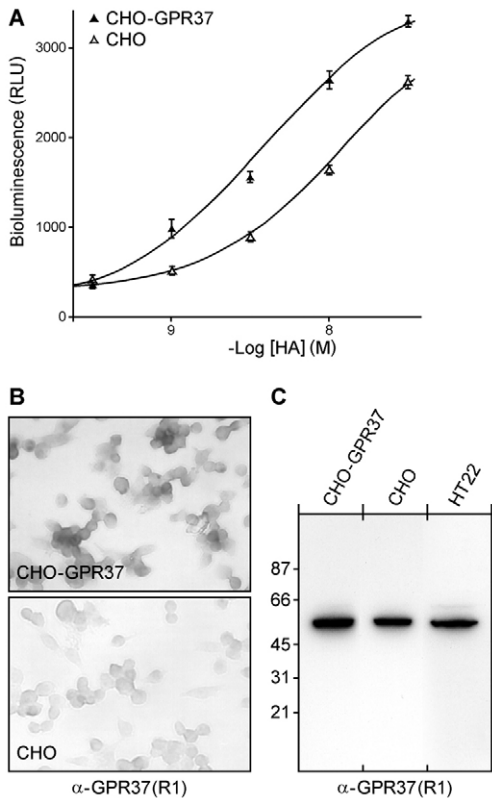 A
▲ CHO-GPR37
△ CHO
Bioluminescence (RLU)
3000
2000
1000
0
9
8
-Log [HA] (M)
B
CHO-GPR37
CHO
α-GPR37(R1)
C
CHO-GPR37
CHO
HT22
87
66
45
31
21
α-GPR37(R1)